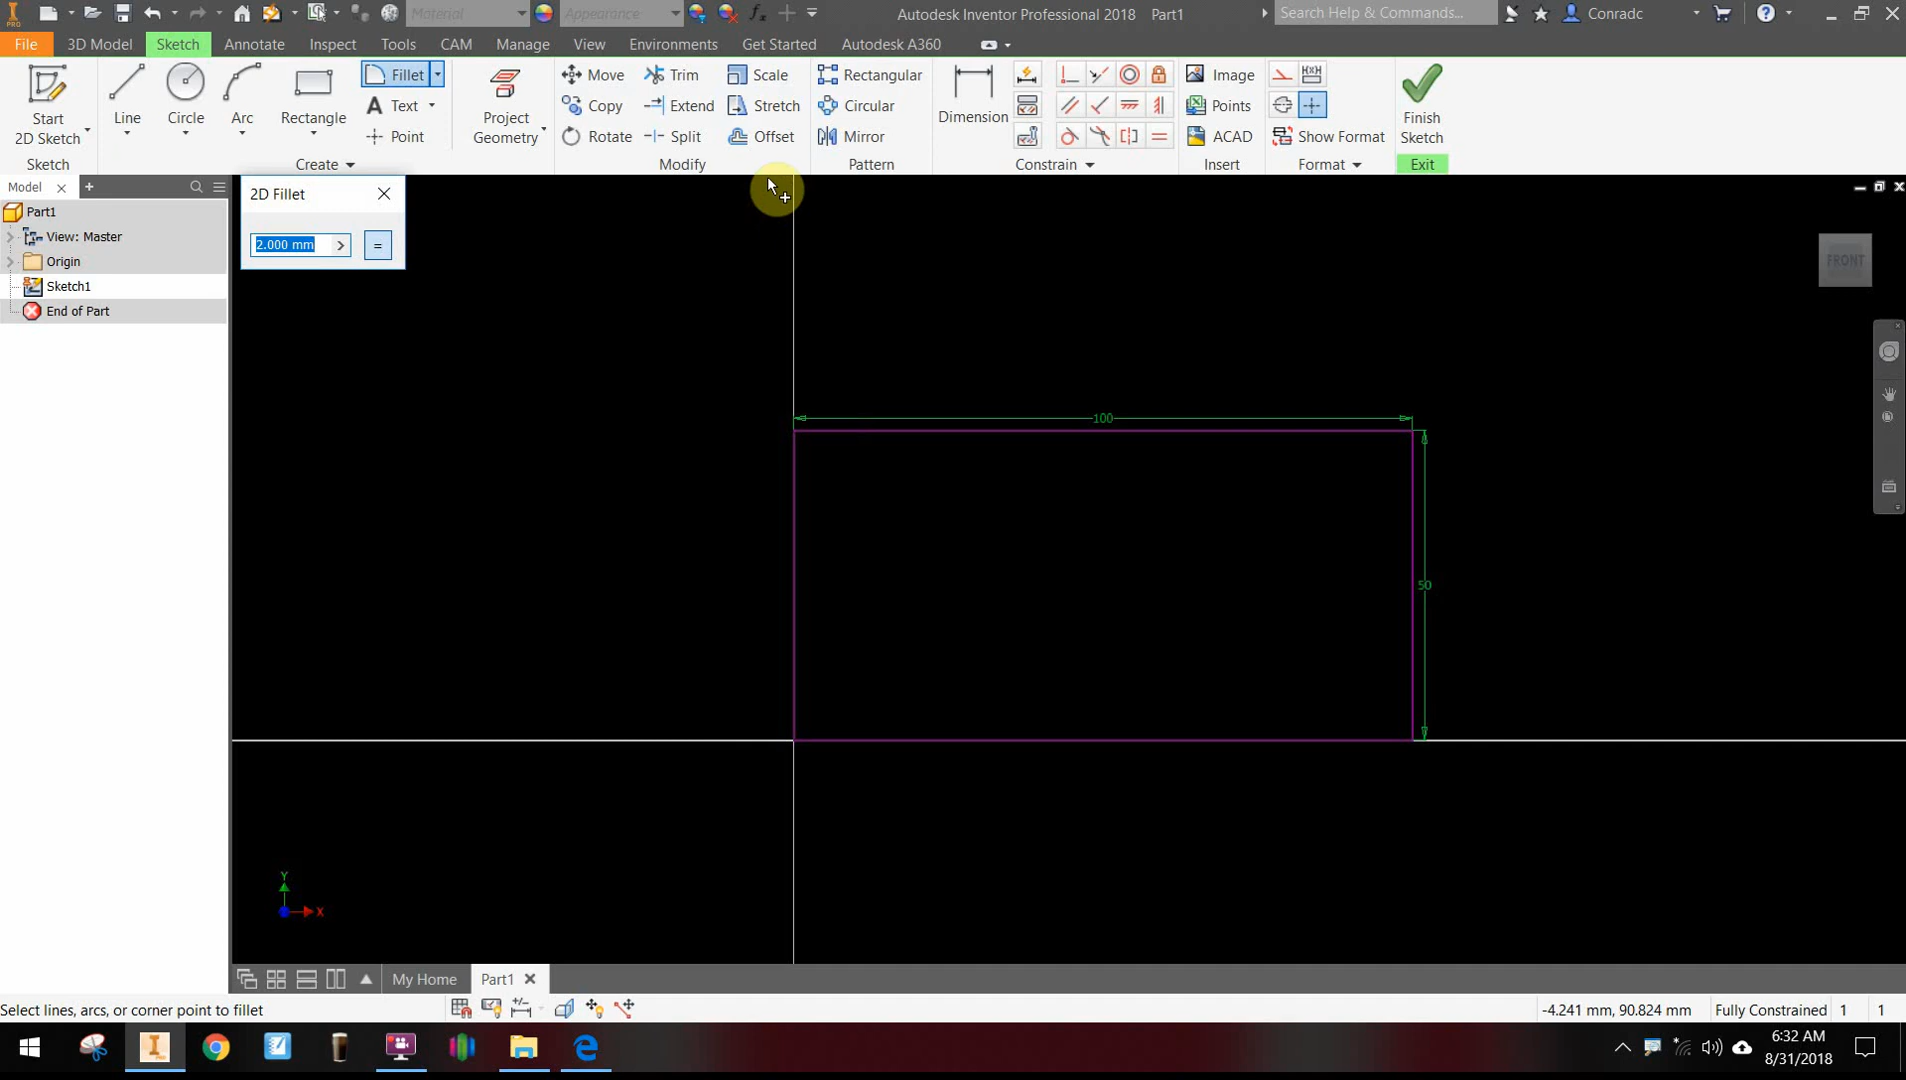 Material
Appearance
Autodesk Inventor Professional 2018 Part1
Search Help & Commands...
Conradc
PRO
File
3D Model
Sketch
Annotate
Inspect
Tools
CAM
Manage
View
Environments
Get Started
Autodesk A360
Start
2D Sketch
Line
Circle
Arc
Rectangle
Fillet
Text
Point
Project
Geometry
Move
Copy
Rotate
Trim
Extend
Split
Scale
Stretch
Offset
Rectangular
Circular
Mirror
Dimension
Image
Points
ACAD
Show Format
Finish
Sketch
Sketch
Create
Modify
Pattern
Constrain
Insert
Format
Exit
Model
Part1
View: Master
Origin
Sketch1
End of Part
2D Fillet
2.000 mm
=
FRONT
100
50
Y
X
My Home
Part1
Select lines, arcs, or corner point to fillet
-4.241 mm, 90.824 mm
Fully Constrained
1
1
6:32 AM
8/31/2018